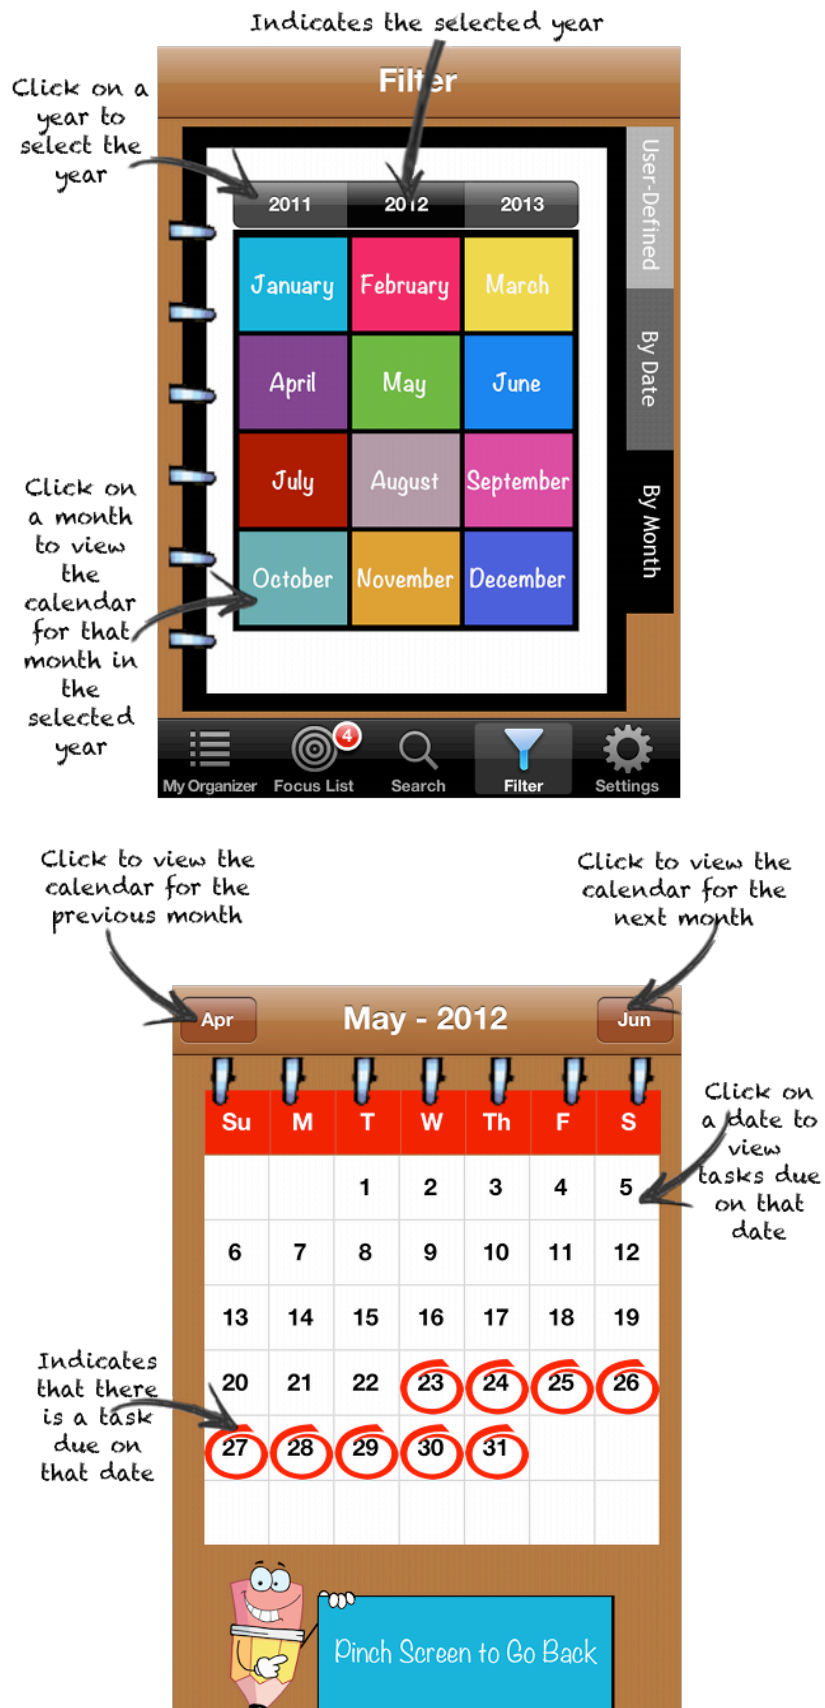 Indicates the selected year
Filter
Click on a
year to
select the
year
2011 2012 2013
January February March
April May June
July August September
October November December
User-Defined
By Date
By Month
Click on
a month
to view
the
calendar
for that
month in
the
selected
year
My Organizer Focus List 4 Search Filter Settings
Click to view the
calendar for the
previous month
Click to view the
calendar for the
next month
Apr May - 2012 Jun
Su M T W Th F S
1 2 3 4 5
6 7 8 9 10 11 12
13 14 15 16 17 18 19
20 21 22 23 24 25 26
27 28 29 30 31
Click on
a date to
view
tasks due
on that
date
Indicates
that there
is a task
due on
that date
Pinch Screen to Go Back